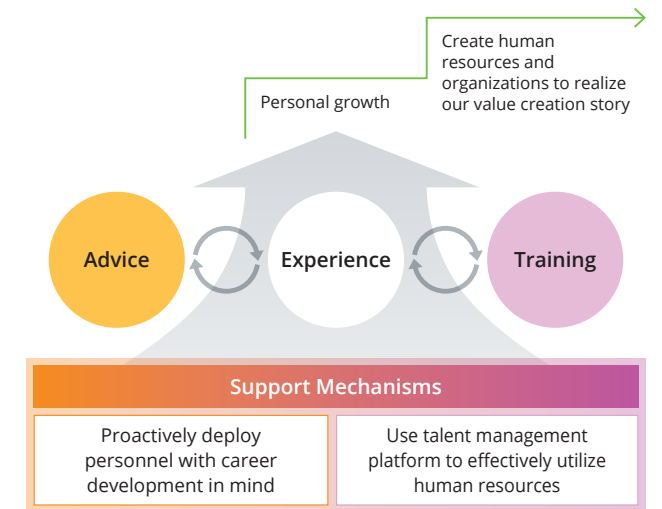 Create human
resources and
organizations to realize
our value creation story
Personal growth
Advice
Experience
Training
Support Mechanisms
Proactively deploy
personnel with career
development in mind
Use talent management
platform to effectively utilize
human resources